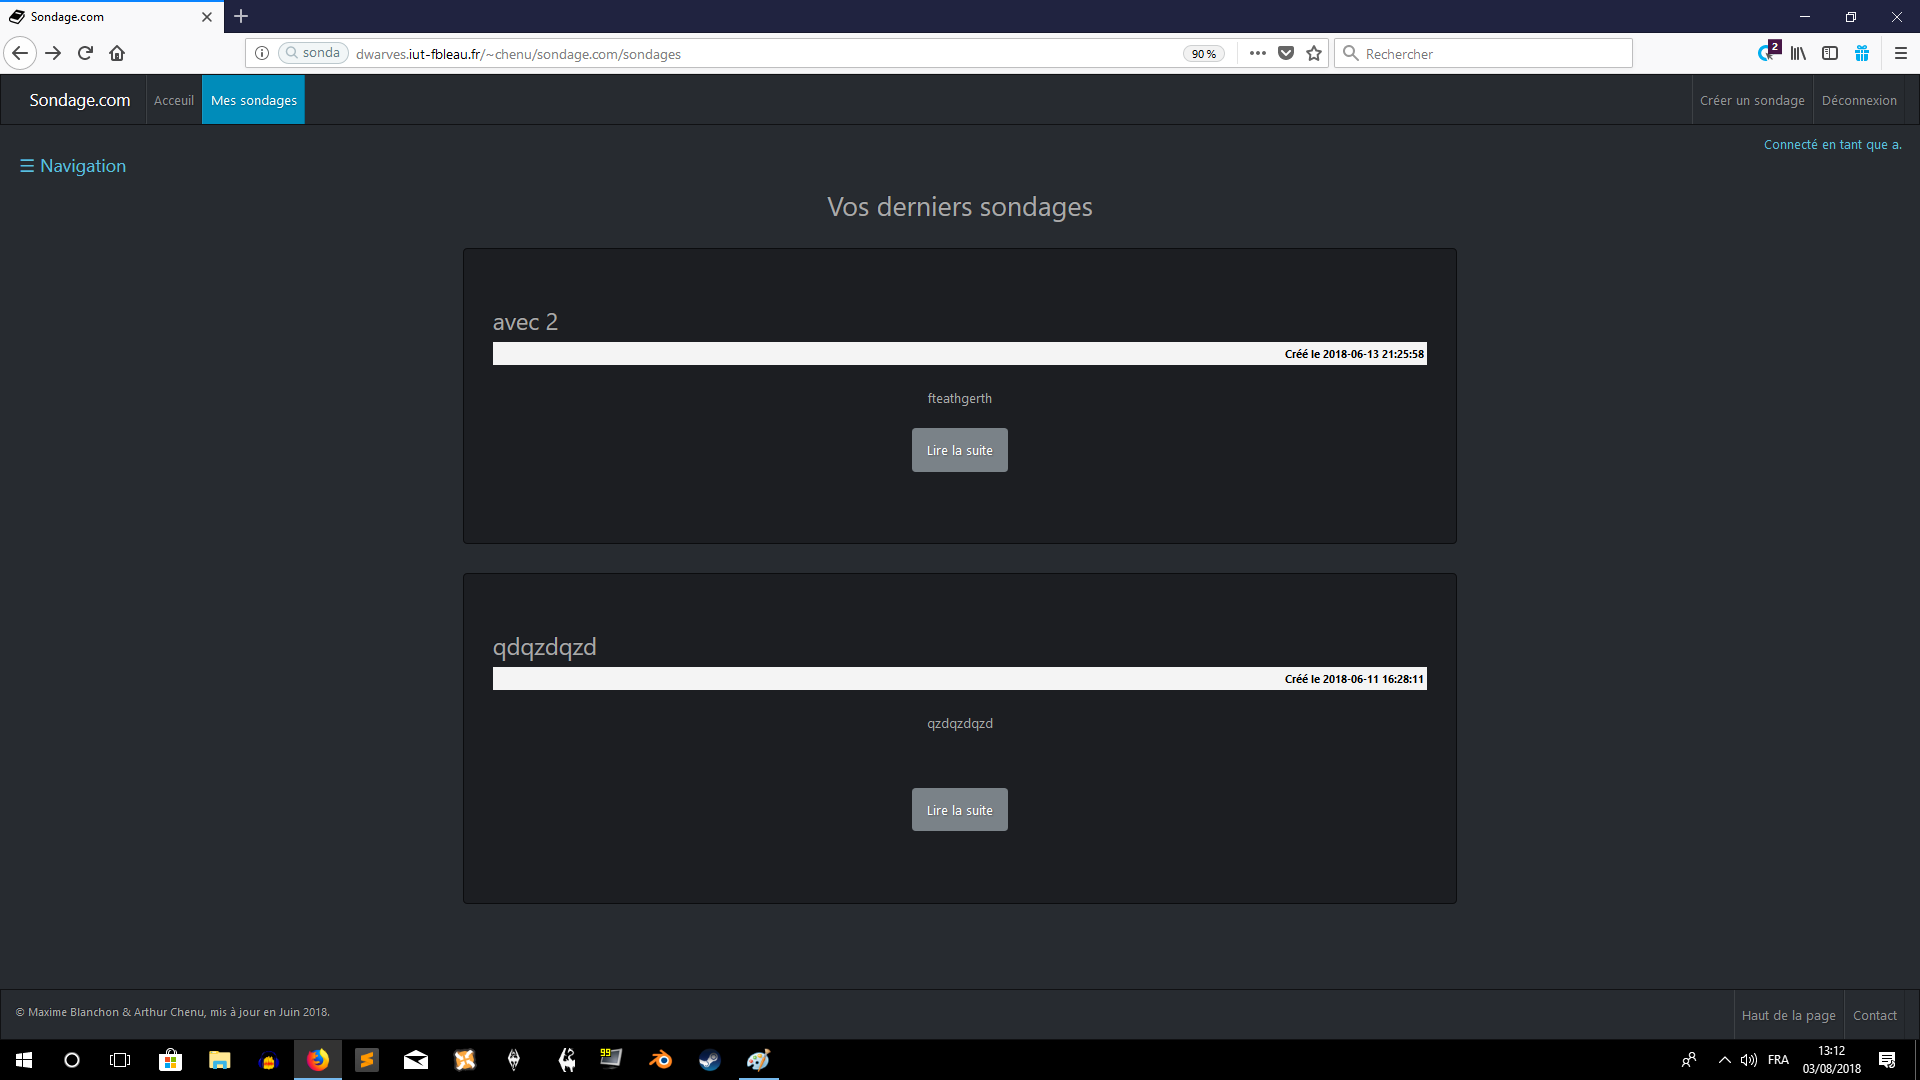 Sondage.com
sonda dwarves.iut-fbleau.fr/~chenu/sondage.com/sondages 90 % Rechercher 2
Sondage.com Acceuil Mes sondages Créer un sondage Déconnexion
Connecté en tant que a.
☰ Navigation
Vos derniers sondages
avec 2
Créé le 2018-06-13 21:25:58
fteathgerth
Lire la suite
qdqzdqzd
Créé le 2018-06-11 16:28:11
qzdqzdqzd
Lire la suite
© Maxime Blanchon & Arthur Chenu, mis à jour en Juin 2018. Haut de la page Contact
99 FRA 13:12
03/08/2018